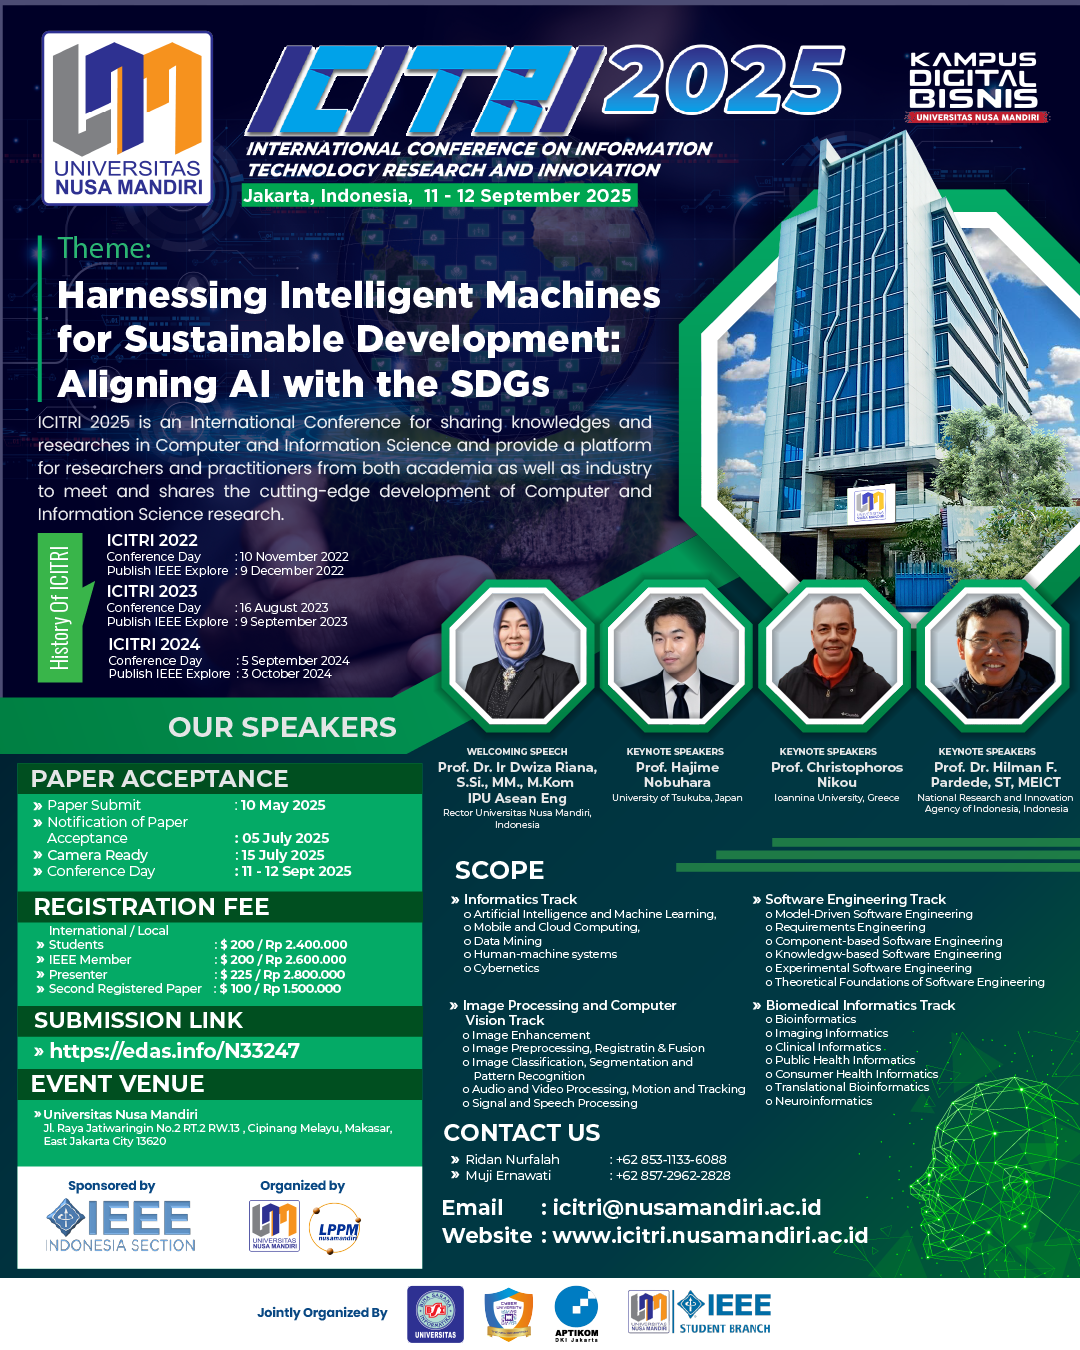 UNIVERSITAS
NUSA MANDIRI
ICITRI 2025
INTERNATIONAL CONFERENCE ON INFORMATION
TECHNOLOGY RESEARCH AND INNOVATION
Jakarta, Indonesia, 11 - 12 September 2025
KAMPUS
DIGITAL
BISNIS
UNIVERSITAS NUSA MANDIRI
Theme:
Harnessing Intelligent Machines
for Sustainable Development:
Aligning AI with the SDGs
ICITRI 2025 is an International Conference for sharing knowledges and
researches in Computer and Information Science and provide a platform
for researchers and practitioners from both academia as well as industry
to meet and shares the cutting-edge development of Computer and
Information Science research.
UNIVERSITAS
NUSA MANDIRI
History Of ICITRI
ICITRI 2022
Conference Day : 10 November 2022
Publish IEEE Explore : 9 December 2022
ICITRI 2023
Conference Day : 16 August 2023
Publish IEEE Explore : 9 September 2023
ICITRI 2024
Conference Day : 5 September 2024
Publish IEEE Explore : 3 October 2024
OUR SPEAKERS
WELCOMING SPEECH
Prof. Dr. Ir Dwiza Riana,
S.Si., MM., M.Kom
IPU Asean Eng
Rector Universitas Nusa Mandiri,
Indonesia
KEYNOTE SPEAKERS
Prof. Hajime
Nobuhara
University of Tsukuba, Japan
KEYNOTE SPEAKERS
Prof. Christophoros
Nikou
Ioannina University, Greece
KEYNOTE SPEAKERS
Prof. Dr. Hilman F.
Pardede, ST, MEICT
National Research and Innovation
Agency of Indonesia, Indonesia
PAPER ACCEPTANCE
» Paper Submit : 10 May 2025
» Notification of Paper
Acceptance : 05 July 2025
» Camera Ready : 15 July 2025
» Conference Day : 11 - 12 Sept 2025
REGISTRATION FEE
International / Local
» Students : $ 200 / Rp 2.400.000
» IEEE Member : $ 200 / Rp 2.600.000
» Presenter : $ 225 / Rp 2.800.000
» Second Registered Paper : $ 100 / Rp 1.500.000
SUBMISSION LINK
» https://edas.info/N33247
EVENT VENUE
» Universitas Nusa Mandiri
Jl. Raya Jatiwaringin No.2 RT.2 RW.13 , Cipinang Melayu, Makasar,
East Jakarta City 13620
SCOPE
» Informatics Track
o Artificial Intelligence and Machine Learning,
o Mobile and Cloud Computing,
o Data Mining
o Human-machine systems
o Cybernetics
» Image Processing and Computer
Vision Track
o Image Enhancement
o Image Preprocessing, Registratin & Fusion
o Image Classification, Segmentation and
Pattern Recognition
o Audio and Video Processing, Motion and Tracking
o Signal and Speech Processing
» Software Engineering Track
o Model-Driven Software Engineering
o Requirements Engineering
o Component-based Software Engineering
o Knowledgw-based Software Engineering
o Experimental Software Engineering
o Theoretical Foundations of Software Engineering
» Biomedical Informatics Track
o Bioinformatics
o Imaging Informatics
o Clinical Informatics
o Public Health Informatics
o Consumer Health Informatics
o Translational Bioinformatics
o Neuroinformatics
CONTACT US
» Ridan Nurfalah : +62 853-1133-6088
» Muji Ernawati : +62 857-2962-2828
Email : icitri@nusamandiri.ac.id
Website : www.icitri.nusamandiri.ac.id
Sponsored by
IEEE
INDONESIA SECTION
Organized by
UNIVERSITAS
NUSA MANDIRI
LPPM
nusamandiri
Jointly Organized By
BSI
UNIVERSITAS
CYBER
UNIVERSITY
APTIKOM
DKI Jakarta
UNIVERSITAS
NUSA MANDIRI
IEEE
STUDENT BRANCH